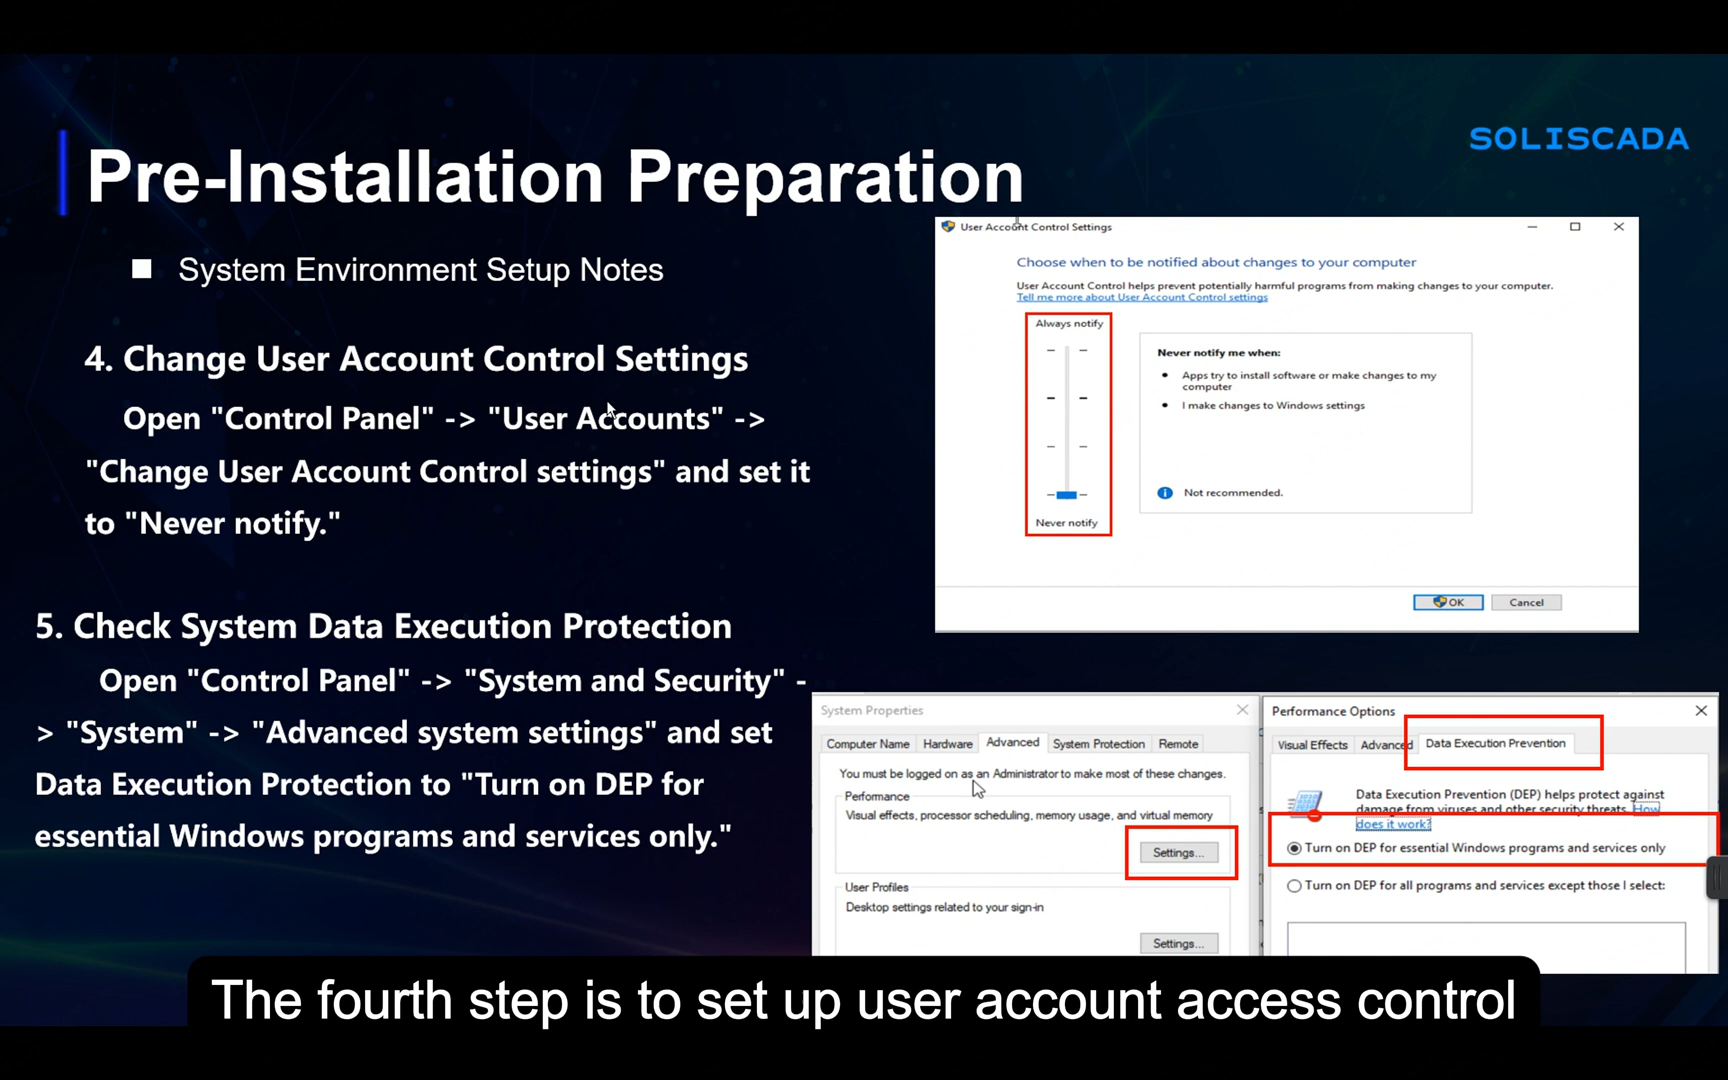 SOLISCADA
Pre-Installation Preparation
System Environment Setup Notes
4. Change User Account Control Settings
Open "Control Panel" -> "User Accounts" ->
"Change User Account Control settings" and set it
to "Never notify."
5. Check System Data Execution Protection
Open "Control Panel" -> "System and Security" -
> "System" -> "Advanced system settings" and set
Data Execution Protection to "Turn on DEP for
essential Windows programs and services only."
User Account Control Settings
Choose when to be notified about changes to your computer
User Account Control helps prevent potentially harmful programs from making changes to your computer.
Tell me more about User Account Control settings
Always notify
Never notify me when:
Apps try to install software or make changes to my
computer
I make changes to Windows settings
Not recommended.
Never notify
OK
Cancel
System Properties
Computer Name
Hardware
Advanced
System Protection
Remote
You must be logged on as an Administrator to make most of these changes.
Performance
Visual effects, processor scheduling, memory usage, and virtual memory
Settings...
User Profiles
Desktop settings related to your sign-in
Settings...
Performance Options
Visual Effects
Advanced
Data Execution Prevention
Data Execution Prevention (DEP) helps protect against
damage from viruses and other security threats. How
does it work?
Turn on DEP for essential Windows programs and services only
Turn on DEP for all programs and services except those I select:
The fourth step is to set up user account access control